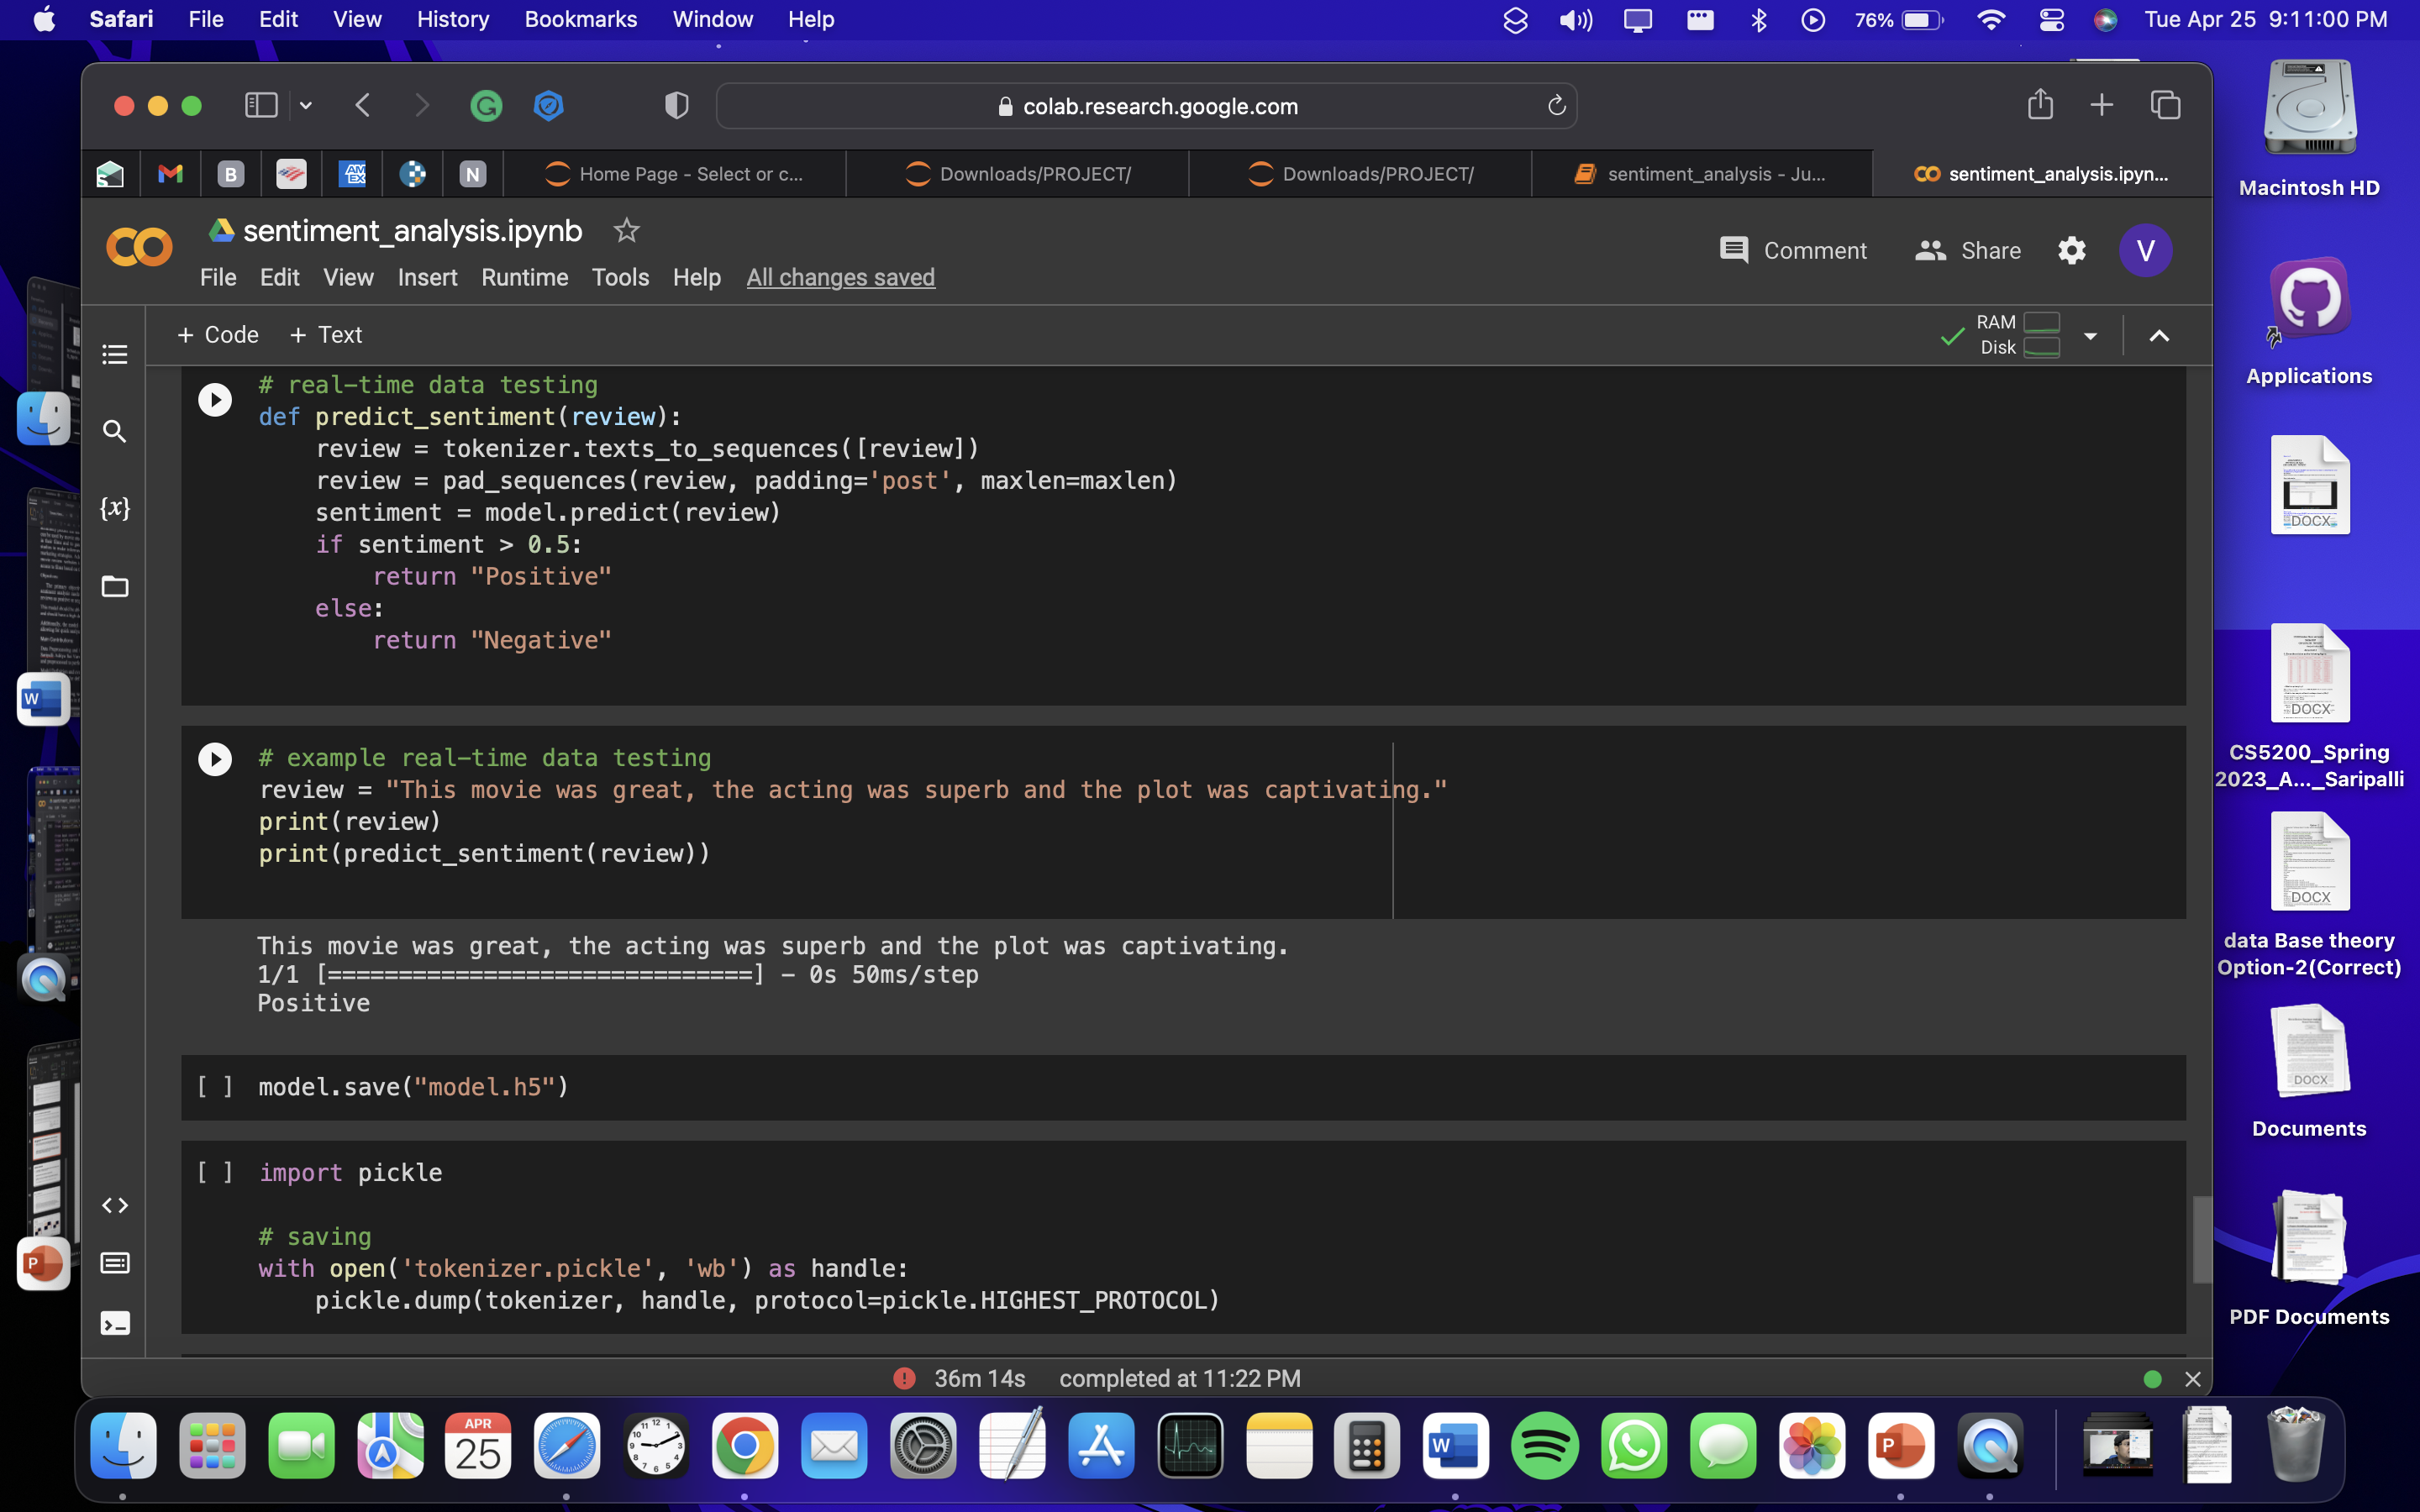 Safari File Edit View History Bookmarks Window Help 76% Tue Apr 25 9:11:00 PM
colab.research.google.com
B AM EX N Home Page - Select or c... Downloads/PROJECT/ Downloads/PROJECT/ sentiment_analysis - Ju... sentiment_analysis.ipyn...
sentiment_analysis.ipynb
Comment Share V
File Edit View Insert Runtime Tools Help All changes saved
+ Code + Text
RAM
Disk
# real-time data testing
def predict_sentiment(review):
    review = tokenizer.texts_to_sequences([review])
    review = pad_sequences(review, padding='post', maxlen=maxlen)
    sentiment = model.predict(review)
    if sentiment > 0.5:
        return "Positive"
    else:
        return "Negative"
# example real-time data testing
review = "This movie was great, the acting was superb and the plot was captivating."
print(review)
print(predict_sentiment(review))
This movie was great, the acting was superb and the plot was captivating.
1/1 [==============================] - 0s 50ms/step
Positive
[ ] model.save("model.h5")
[ ] import pickle
# saving
with open('tokenizer.pickle', 'wb') as handle:
    pickle.dump(tokenizer, handle, protocol=pickle.HIGHEST_PROTOCOL)
36m 14s completed at 11:22 PM
{x}
Macintosh HD
Applications
DOCX
DOCX
CS5200_Spring
2023_A..._Saripalli
DOCX
data Base theory
Option-2(Correct)
DOCX
Documents
PDF Documents
W
P
APR
25
W
P